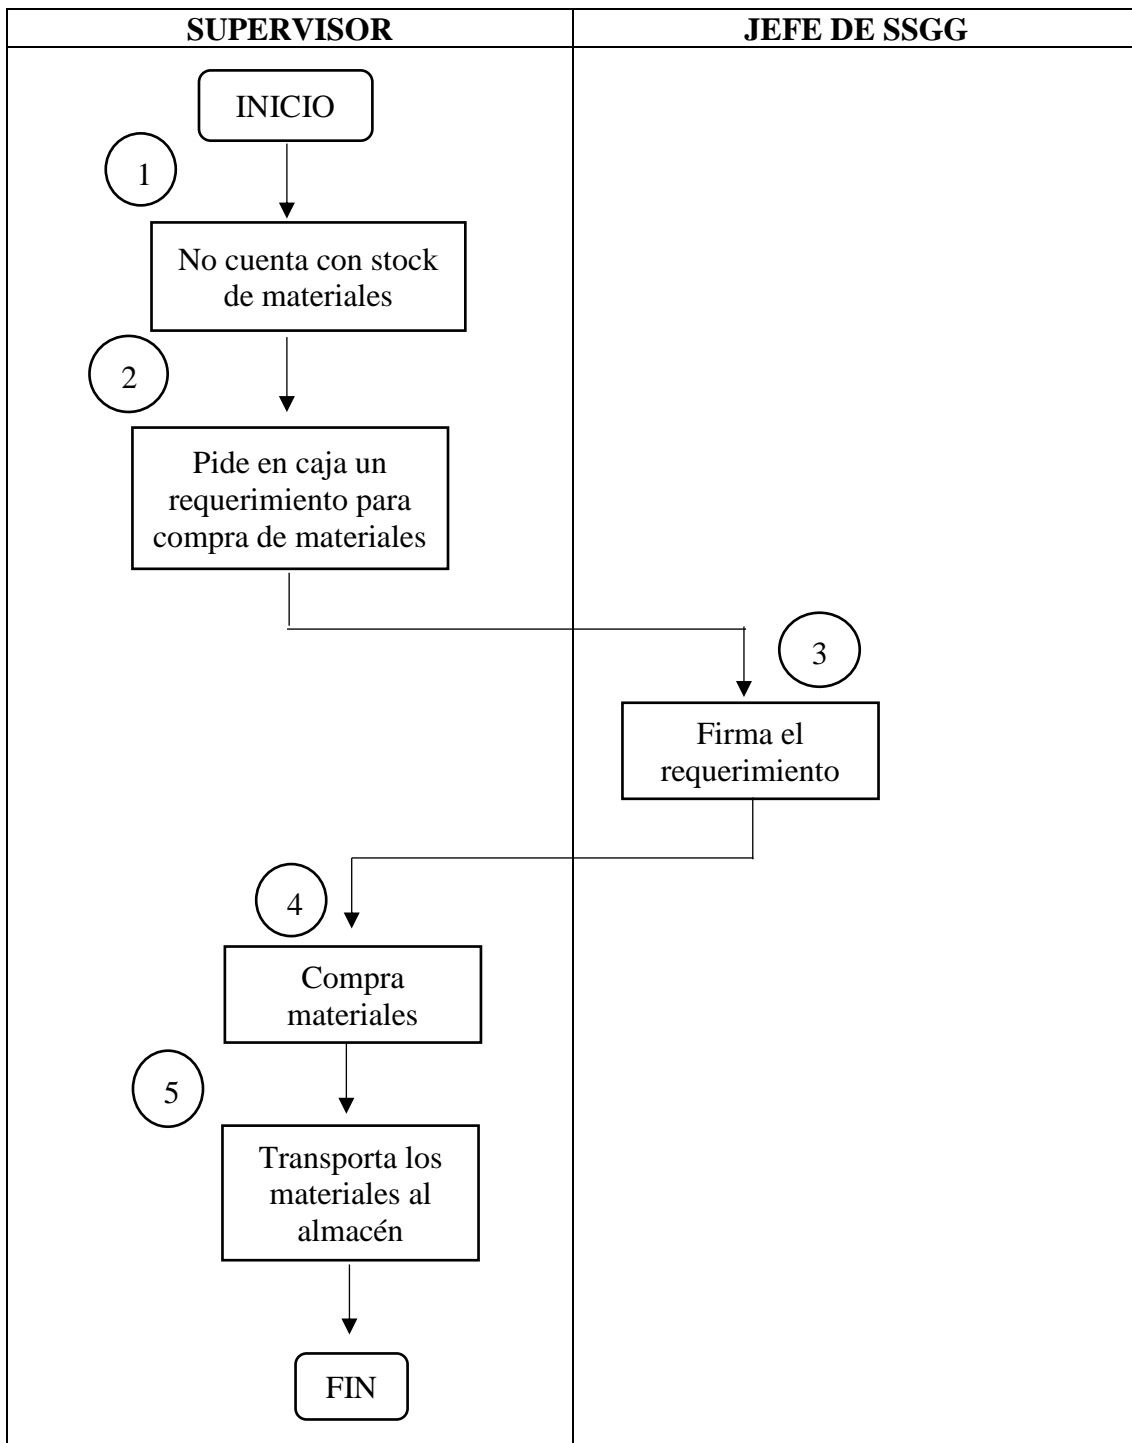 SUPERVISOR
JEFE DE SSGG
INICIO
1
No cuenta con stock
de materiales
2
Pide en caja un
requerimiento para
compra de materiales
3
Firma el
requerimiento
4
Compra
materiales
5
Transporta los
materiales al
almacén
FIN